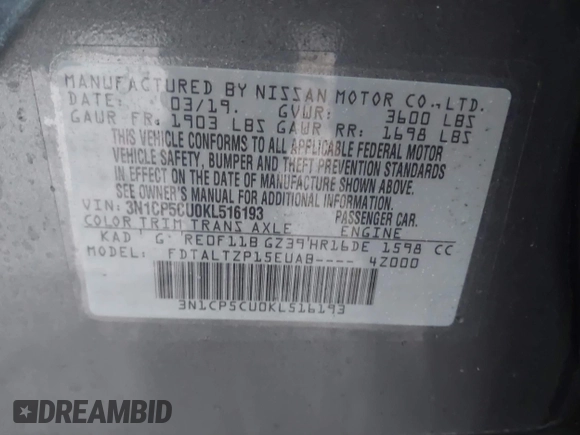 MANUFACTURED BY NISSAN MOTOR CO.,LTD.
DATE: 03/19. GVWR: 3600 LBS
GAWR FR: 1903 LBS GAWR RR: 1698 LBS
THIS VEHICLE CONFORMS TO ALL APPLICABLE FEDERAL MOTOR
VEHICLE SAFETY, BUMPER AND THEFT PREVENTION STANDARDS
IN EFFECT ON THE DATE OF MANUFACTURE SHOWN ABOVE.
SEE OWNER'S MANUAL FOR ADDITIONAL INFORMATION.
VIN: 3N1CP5CU0KL516193 PASSENGER CAR.
COLOR TRIM TRANS AXLE ENGINE
KAD G: RE0F11B GZ39 HR16DE 1598 CC
MODEL: FDTALTZP15EUAB---- 4Z000
3N1CP5CU0KL516193
DREAMBID